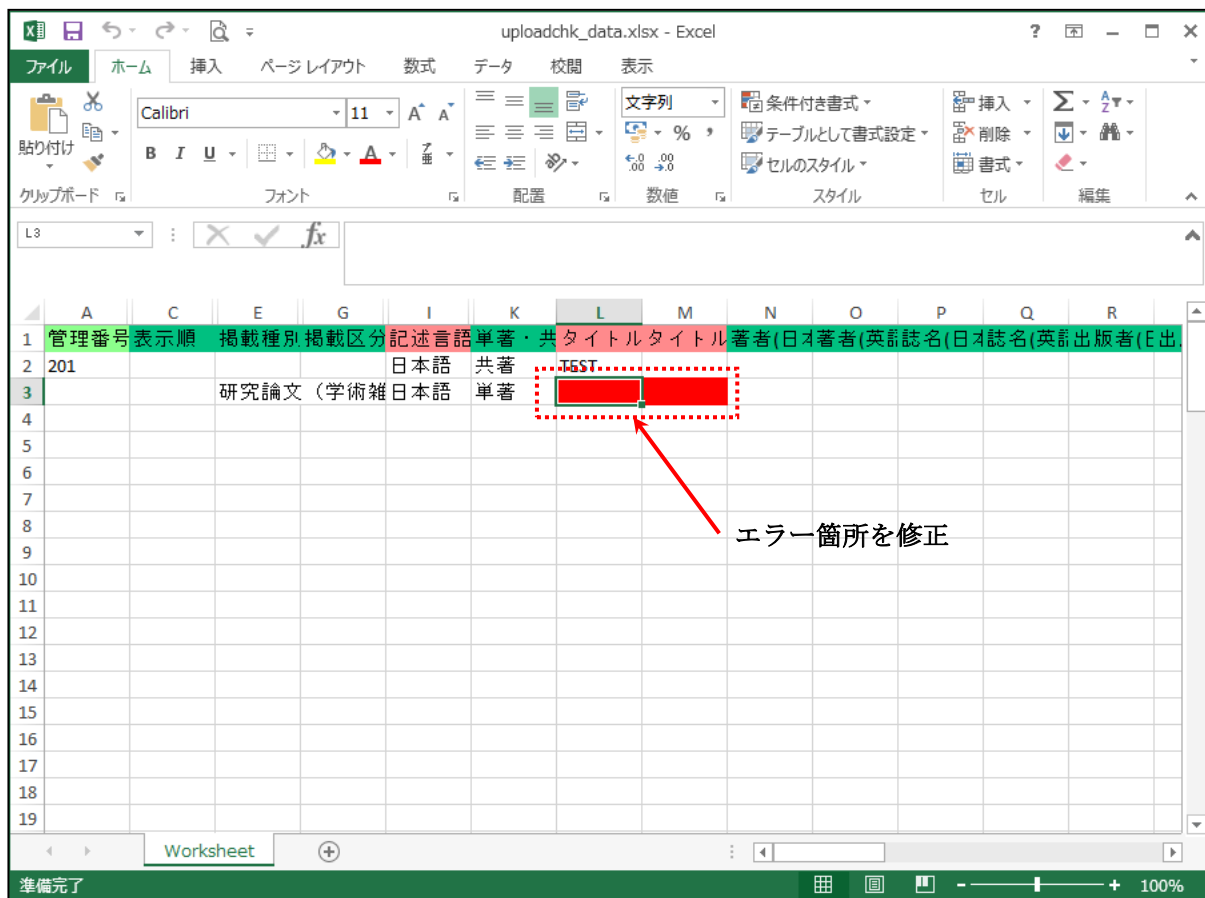 uploadchk_data.xlsx - Excel
ファイル ホーム 挿入 ページ レイアウト 数式 データ 校閲 表示
Calibri 11 文字列 条件付き書式 挿入
貼り付け B I U A テーブルとして書式設定 削除
セルのスタイル 書式
クリップボード フォント 配置 数値 スタイル セル 編集
L3 fx
A C E G I K L M N O P Q R
1 管理番号 表示順 掲載種別 掲載区分 記述言語 単著・共 タイトル タイトル 著者(日本 著者(英語 誌名(日本 誌名(英語 出版者(E 出
2 201 日本語 共著 TEST
3 研究論文(学術雑 日本語 単著
4
5
6
7
8
エラー箇所を修正
9
10
11
12
13
14
15
16
17
18
19
Worksheet
準備完了 100%